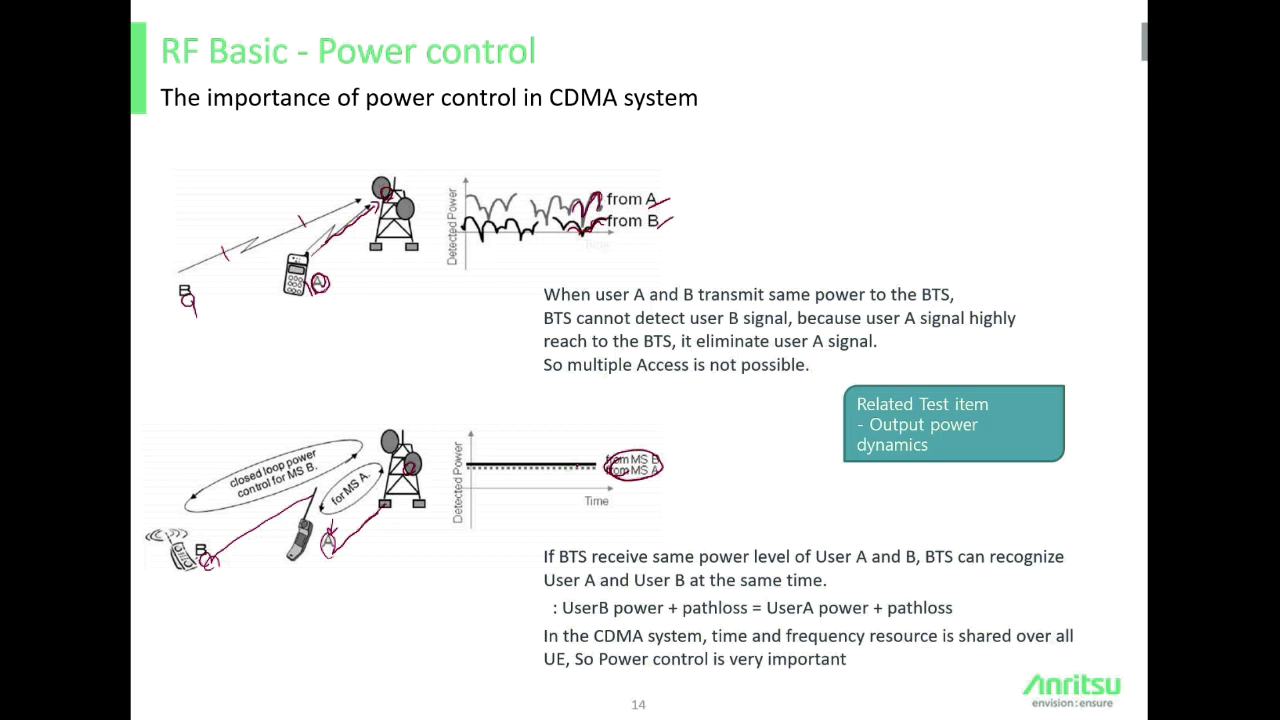 RF Basic - Power control
The importance of power control in CDMA system
B
A
Detected Power
from A
from B
Time
When user A and B transmit same power to the BTS,
BTS cannot detect user B signal, because user A signal highly
reach to the BTS, it eliminate user A signal.
So multiple Access is not possible.
Related Test item
- Output power
dynamics
closed loop power
control for MS B.
for MS A.
B
A
Detected Power
from MS B
from MS A
Time
If BTS receive same power level of User A and B, BTS can recognize
User A and User B at the same time.
: UserB power + pathloss = UserA power + pathloss
In the CDMA system, time and frequency resource is shared over all
UE, So Power control is very important
14
Anritsu
envision : ensure